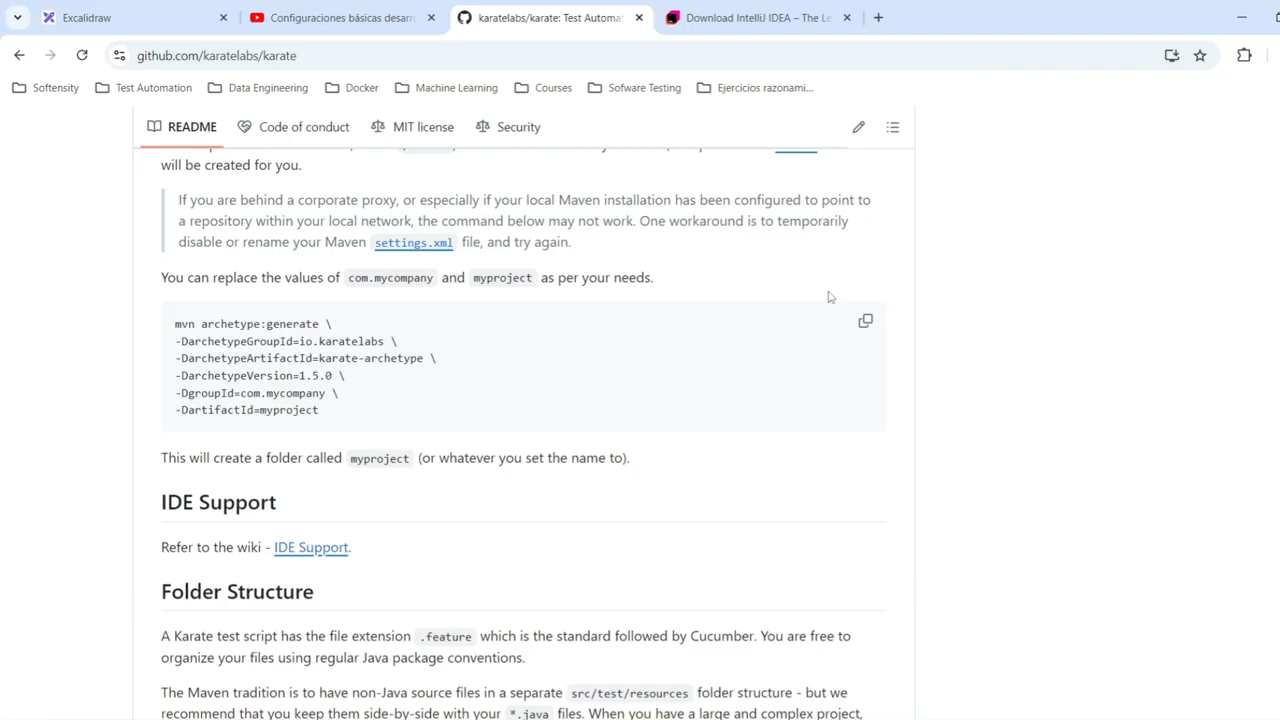 Excalidraw
Configuraciones básicas desarr
karatelabs/karate: Test Automat
Download IntelliJ IDEA – The Le
github.com/karatelabs/karate
Softensity
Test Automation
Data Engineering
Docker
Machine Learning
Courses
Sofware Testing
Ejercicios razonami...
README
Code of conduct
MIT license
Security
will be created for you.
If you are behind a corporate proxy, or especially if your local Maven installation has been configured to point to
a repository within your local network, the command below may not work. One workaround is to temporarily
disable or rename your Maven settings.xml file, and try again.
You can replace the values of com.mycompany and myproject as per your needs.
mvn archetype:generate \
-DarchetypeGroupId=io.karatelabs \
-DarchetypeArtifactId=karate-archetype \
-DarchetypeVersion=1.5.0 \
-DgroupId=com.mycompany \
-DartifactId=myproject
This will create a folder called myproject (or whatever you set the name to).
IDE Support
Refer to the wiki - IDE Support.
Folder Structure
A Karate test script has the file extension .feature which is the standard followed by Cucumber. You are free to
organize your files using regular Java package conventions.
The Maven tradition is to have non-Java source files in a separate src/test/resources folder structure - but we
recommend that you keep them side-by-side with your *.java files. When you have a large and complex project,